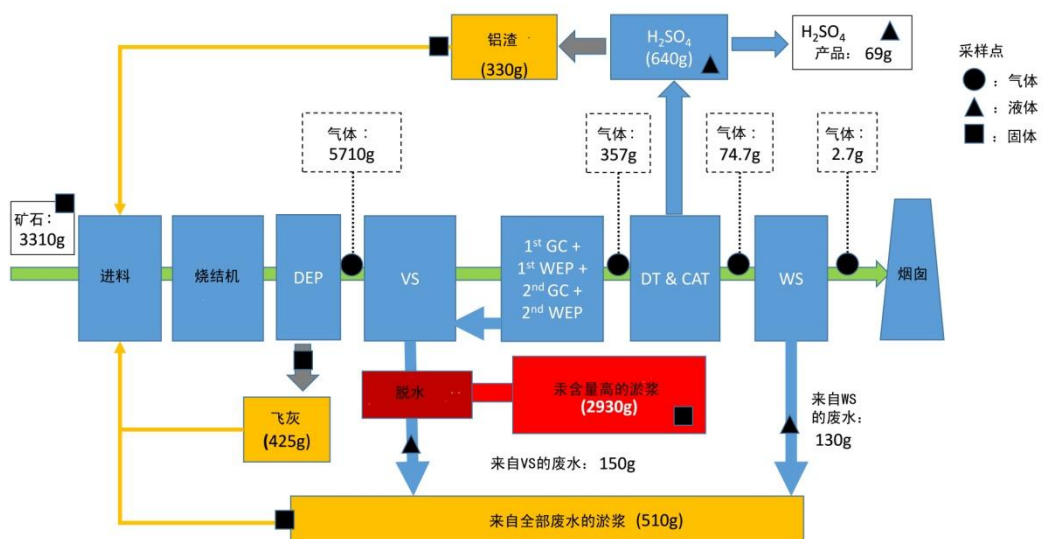 铝渣
(330g)
H₂SO₄
(640g)
H₂SO₄
产品： 69g
采样点
：气体
：液体
：固体
气体：
5710g
气体：
357g
气体：
74.7g
气体：
2.7g
矿石：
3310g
进料
烧结机
DEP
VS
1st GC +
1st WEP +
2nd GC +
2nd WEP
DT & CAT
WS
烟囱
脱水
汞含量高的淤浆
(2930g)
来自WS
的废水：
130g
飞灰
(425g)
来自VS的废水：150g
来自全部废水的淤浆 (510g)